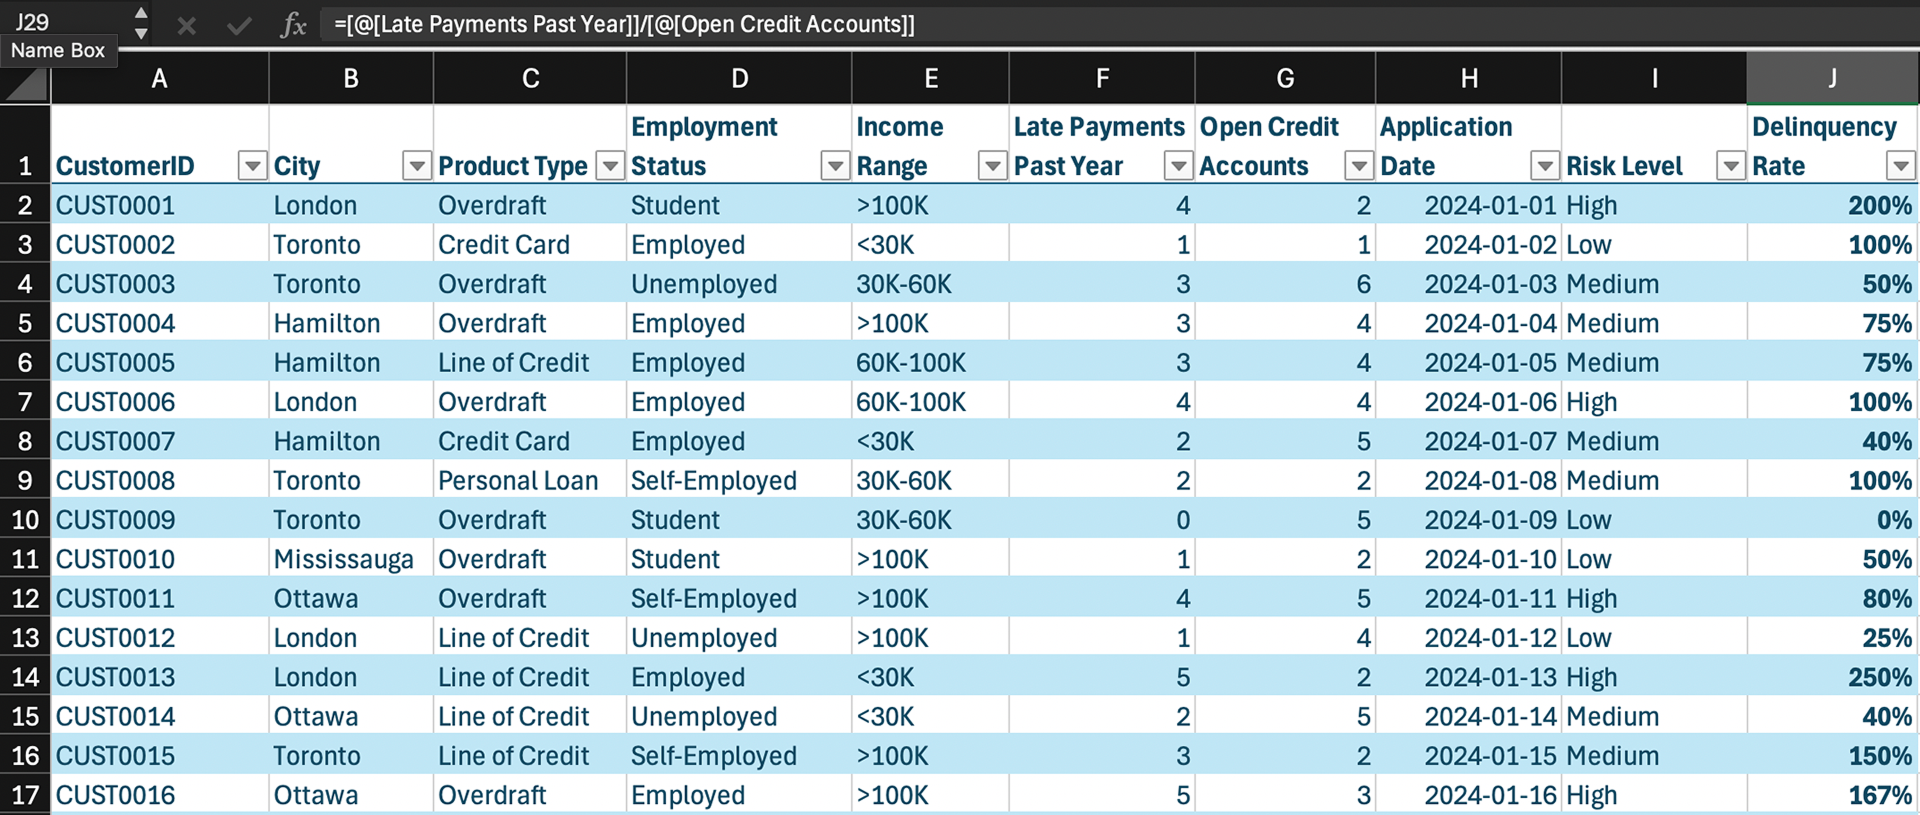 J29 fx =[@[Late Payments Past Year]]/[@[Open Credit Accounts]]
Name Box
A B C D E F G H I J
Employment Income Late Payments Open Credit Application Delinquency
1 CustomerID City Product Type Status Range Past Year Accounts Date Risk Level Rate
2 CUST0001 London Overdraft Student >100K 4 2 2024-01-01 High 200%
3 CUST0002 Toronto Credit Card Employed <30K 1 1 2024-01-02 Low 100%
4 CUST0003 Toronto Overdraft Unemployed 30K-60K 3 6 2024-01-03 Medium 50%
5 CUST0004 Hamilton Overdraft Employed >100K 3 4 2024-01-04 Medium 75%
6 CUST0005 Hamilton Line of Credit Employed 60K-100K 3 4 2024-01-05 Medium 75%
7 CUST0006 London Overdraft Employed 60K-100K 4 4 2024-01-06 High 100%
8 CUST0007 Hamilton Credit Card Employed <30K 2 5 2024-01-07 Medium 40%
9 CUST0008 Toronto Personal Loan Self-Employed 30K-60K 2 2 2024-01-08 Medium 100%
10 CUST0009 Toronto Overdraft Student 30K-60K 0 5 2024-01-09 Low 0%
11 CUST0010 Mississauga Overdraft Student >100K 1 2 2024-01-10 Low 50%
12 CUST0011 Ottawa Overdraft Self-Employed >100K 4 5 2024-01-11 High 80%
13 CUST0012 London Line of Credit Unemployed >100K 1 4 2024-01-12 Low 25%
14 CUST0013 London Line of Credit Employed <30K 5 2 2024-01-13 High 250%
15 CUST0014 Ottawa Line of Credit Unemployed <30K 2 5 2024-01-14 Medium 40%
16 CUST0015 Toronto Line of Credit Self-Employed >100K 3 2 2024-01-15 Medium 150%
17 CUST0016 Ottawa Overdraft Employed >100K 5 3 2024-01-16 High 167%